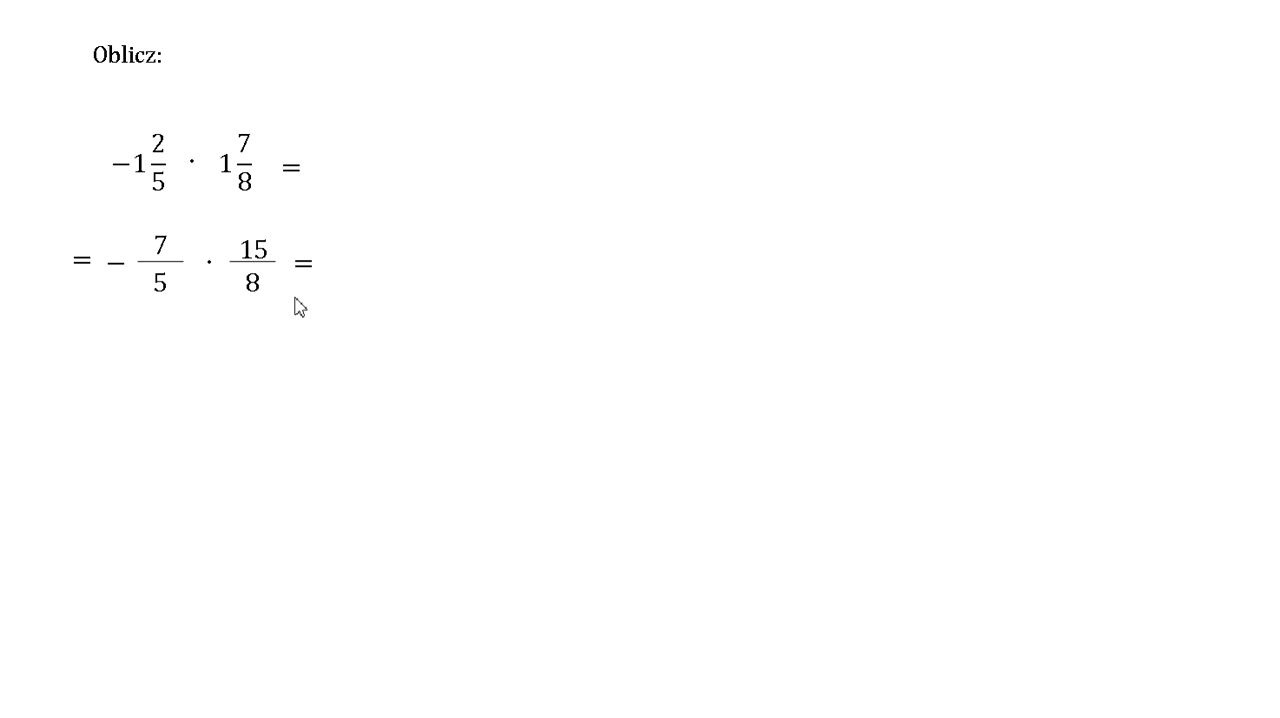 Oblicz:
−1 2/5 · 1 7/8 =
= − 7/5 · 15/8 =